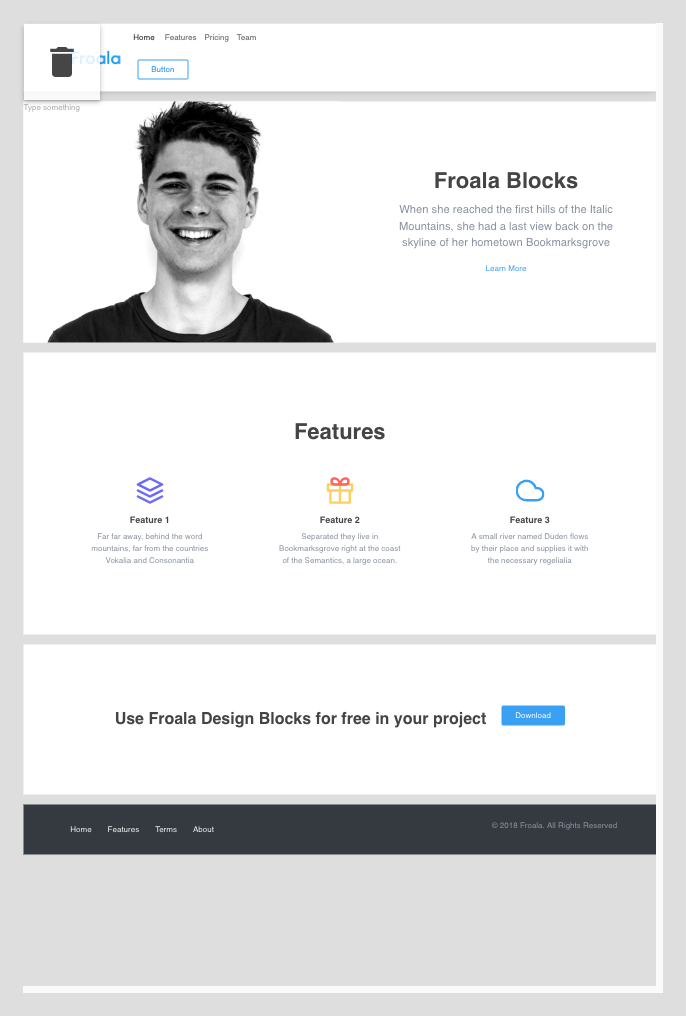 Home Features Pricing Team
Froala
Button
Type something
Froala Blocks
When she reached the first hills of the Italic
Mountains, she had a last view back on the
skyline of her hometown Bookmarksgrove
Learn More
Features
Feature 1
Far far away, behind the word
mountains, far from the countries
Vokalia and Consonantia
Feature 2
Separated they live in
Bookmarksgrove right at the coast
of the Semantics, a large ocean.
Feature 3
A small river named Duden flows
by their place and supplies it with
the necessary regelialia
Use Froala Design Blocks for free in your project
Download
Home Features Terms About
© 2018 Froala. All Rights Reserved